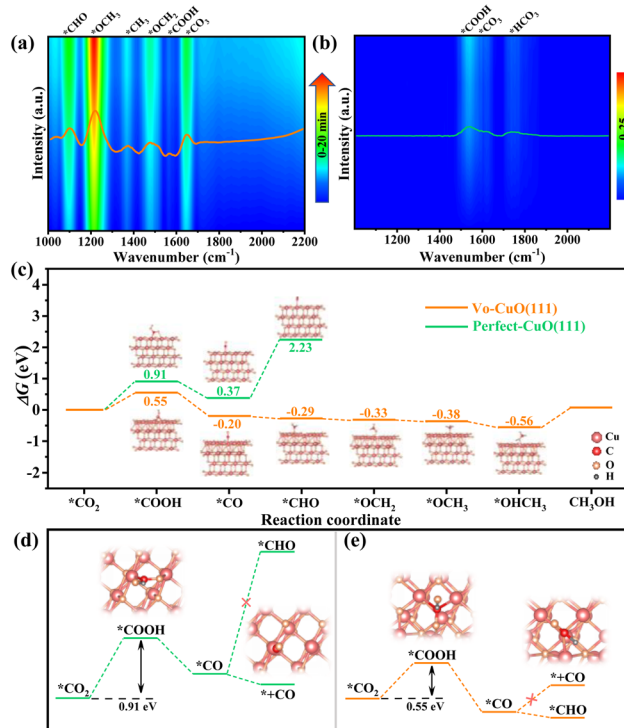 *CHO
*OCH3
*CH3
*OCH2
*COOH
*CO3
(a)
Intensity (a.u.)
1000 1200 1400 1600 1800 2000 2200
Wavenumber (cm-1)
0-20 min
*COOH
*CO3
*HCO3
(b)
Intensity (a.u.)
1200 1400 1600 1800 2000
Wavenumber (cm-1)
0-25
(c)
4
3
2
1
0
-1
-2
ΔG (eV)
Vo-CuO(111)
Perfect-CuO(111)
0.91
0.37
2.23
0.55
-0.20
-0.29
-0.33
-0.38
-0.56
Cu
C
O
H
*CO2 *COOH *CO *CHO *OCH2 *OCH3 *OHCH3 CH3OH
Reaction coordinate
(d)
*CHO
*COOH
*CO
*CO2
*+CO
0.91 eV
(e)
*COOH
*+CO
*CO2
*CO
*CHO
0.55 eV